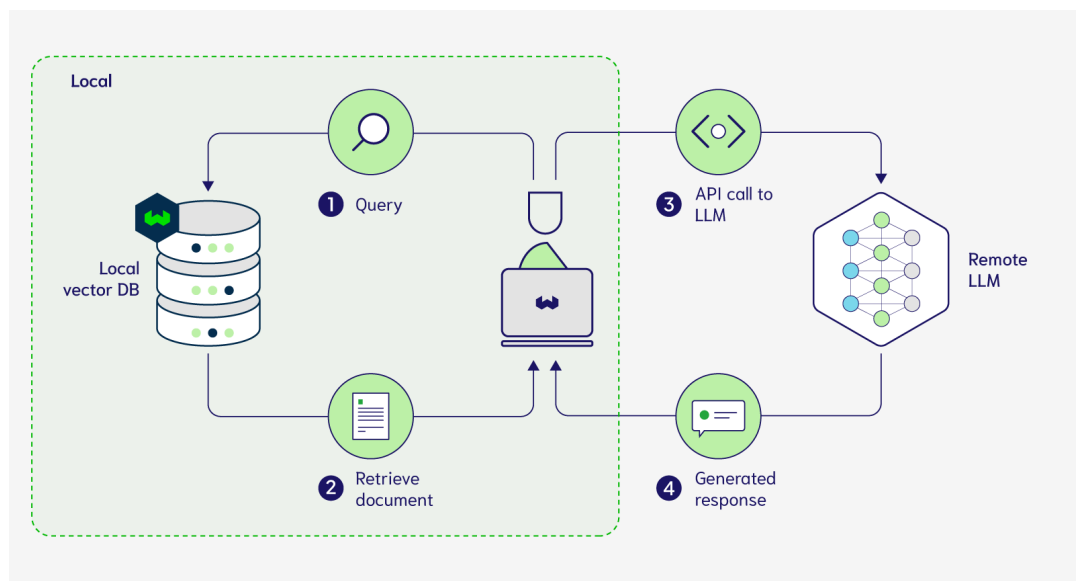 Local
1 Query
Local
vector DB
2 Retrieve
document
3 API call to
LLM
Remote
LLM
4 Generated
response